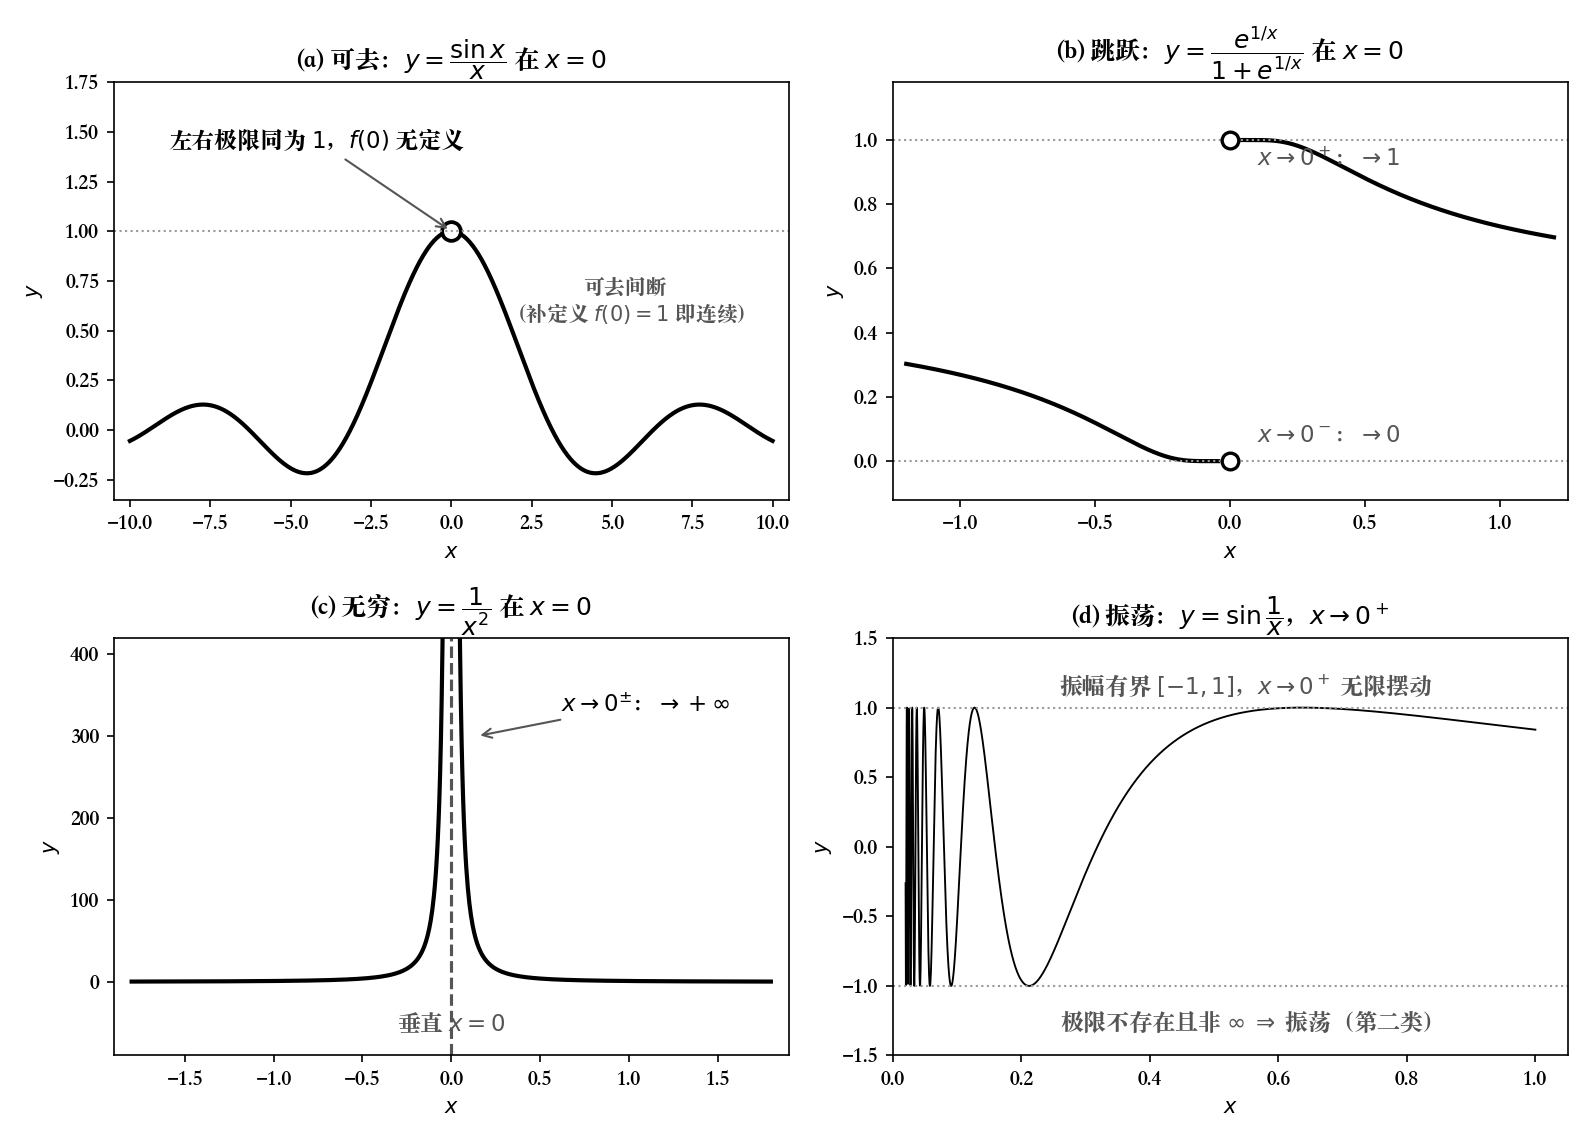 (a) 可去：y = \frac{\sin x}{x} 在 x = 0
1.75
1.50
1.25
1.00
0.75
0.50
0.25
0.00
−0.25
y
左右极限同为 1，f(0) 无定义
可去间断
(补定义 f(0) = 1 即连续)
−10.0 −7.5 −5.0 −2.5 0.0 2.5 5.0 7.5 10.0
x
(b) 跳跃：y = \frac{e^{1/x}}{1 + e^{1/x}} 在 x = 0
1.0
0.8
0.6
0.4
0.2
0.0
y
x → 0⁺：→ 1
x → 0⁻：→ 0
−1.0 −0.5 0.0 0.5 1.0
x
(c) 无穷：y = \frac{1}{x^2} 在 x = 0
400
300
200
100
0
y
x → 0^±：→ + ∞
垂直 x = 0
−1.5 −1.0 −0.5 0.0 0.5 1.0 1.5
x
(d) 振荡：y = sin \frac{1}{x}，x → 0⁺
1.5
1.0
0.5
0.0
−0.5
−1.0
−1.5
y
振幅有界 [−1, 1]，x → 0⁺ 无限摆动
极限不存在且非 ∞ ⇒ 振荡（第二类）
0.0 0.2 0.4 0.6 0.8 1.0
x